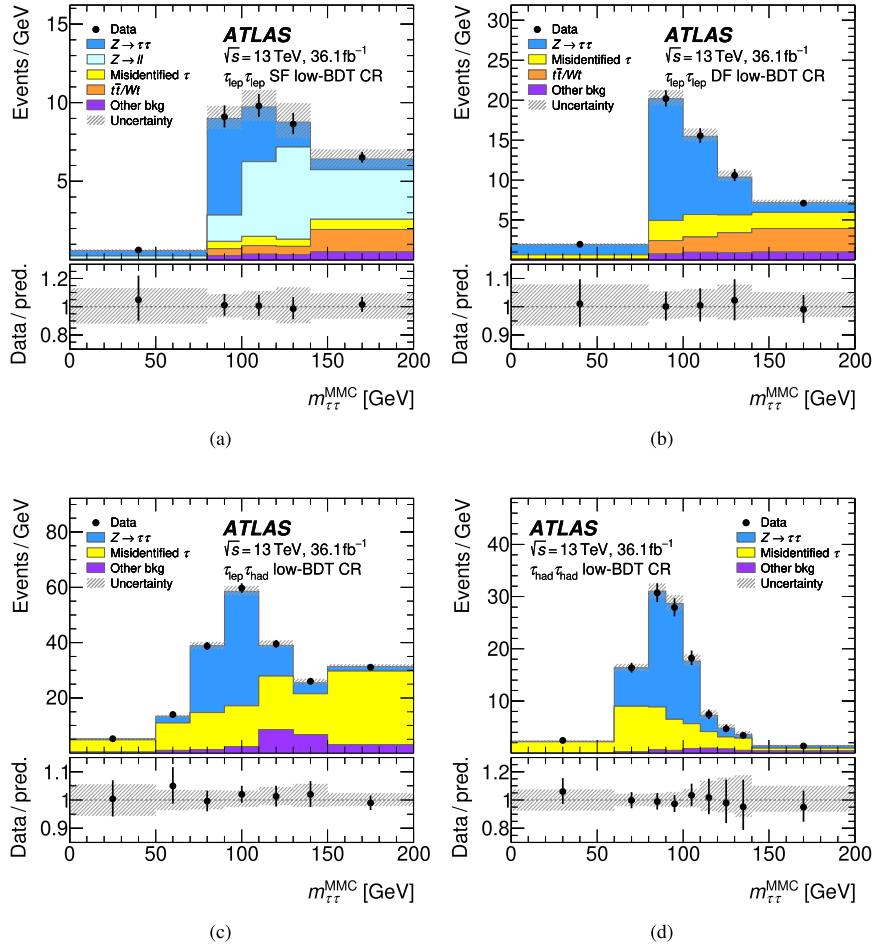 Events / GeV
15
10
5
Data
Z→ττ
Z→ll
Misidentified τ
tt̄/Wt
Other bkg
Uncertainty
ATLAS
√s = 13 TeV, 36.1fb⁻¹
τlepτlep SF low-BDT CR
Data / pred.
1.2
1
0.8
0 50 100 150 200
m_ττ^MMC [GeV]
(a)
Events / GeV
30
25
20
15
10
5
Data
Z→ττ
Misidentified τ
tt̄/Wt
Other bkg
Uncertainty
ATLAS
√s = 13 TeV, 36.1fb⁻¹
τlepτlep DF low-BDT CR
Data / pred.
1.1
1
0.9
0 50 100 150 200
m_ττ^MMC [GeV]
(b)
Events / GeV
80
60
40
20
Data
Z→ττ
Misidentified τ
Other bkg
Uncertainty
ATLAS
√s = 13 TeV, 36.1fb⁻¹
τlepτhad low-BDT CR
Data / pred.
1.1
1
0.9
0 50 100 150 200
m_ττ^MMC [GeV]
(c)
Events / GeV
40
30
20
10
ATLAS
√s = 13 TeV, 36.1fb⁻¹
τhadτhad low-BDT CR
Data
Z→ττ
Misidentified τ
Other bkg
Uncertainty
Data / pred.
1.2
1
0.8
0 50 100 150 200
m_ττ^MMC [GeV]
(d)